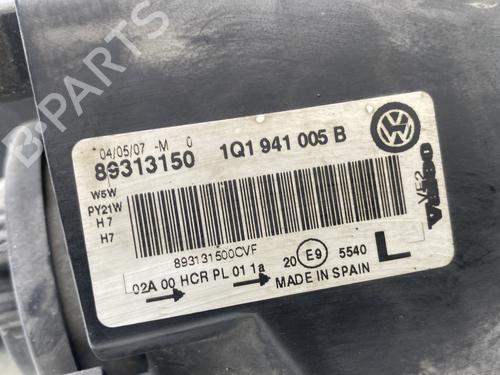 B-PARTS
04/05/07 -M 0
89313150 1Q1 941 005 B
W5W
PY21W
H7
H7
893131500CVF
02A 00 HCR PL 01 1a 20 E9 5540 L
MADE IN SPAIN